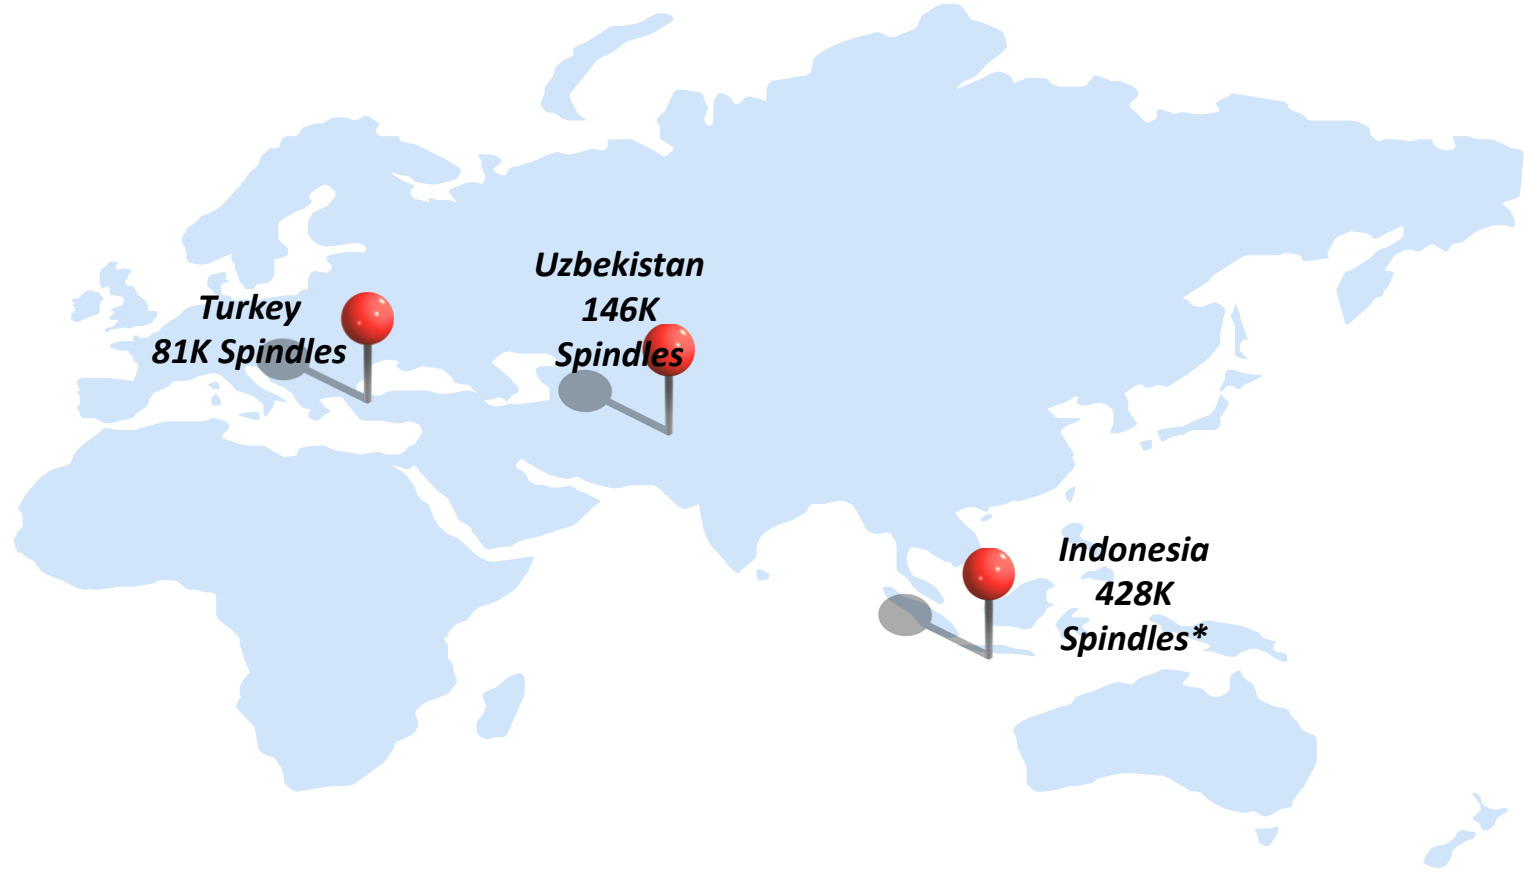 Uzbekistan
146K
Spindles
Turkey
81K Spindles
Indonesia
428K
Spindles*